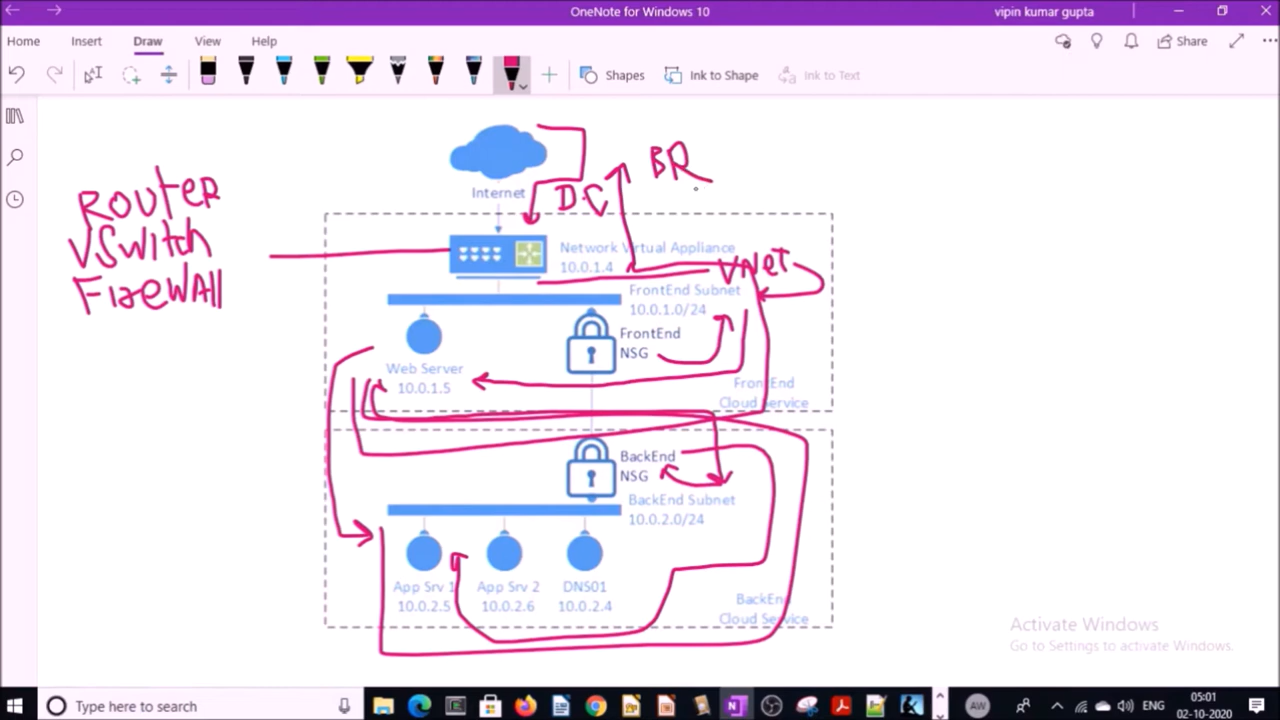 OneNote for Windows 10
vipin kumar gupta
Home
Insert
Draw
View
Help
Share
Shapes
Ink to Shape
Ink to Text
Internet
D.C
BR
Router
VSwitch
FireWAll
Network Virtual Appliance
10.0.1.4
VNeT
FrontEnd Subnet
10.0.1.0/24
FrontEnd
NSG
Web Server
10.0.1.5
FrontEnd
Cloud Service
BackEnd
NSG
BackEnd Subnet
10.0.2.0/24
App Srv 1
10.0.2.5
App Srv 2
10.0.2.6
DNS01
10.0.2.4
BackEnd
Cloud Service
Activate Windows
Go to Settings to activate Windows.
Type here to search
AW
ENG
05:01
02-10-2020